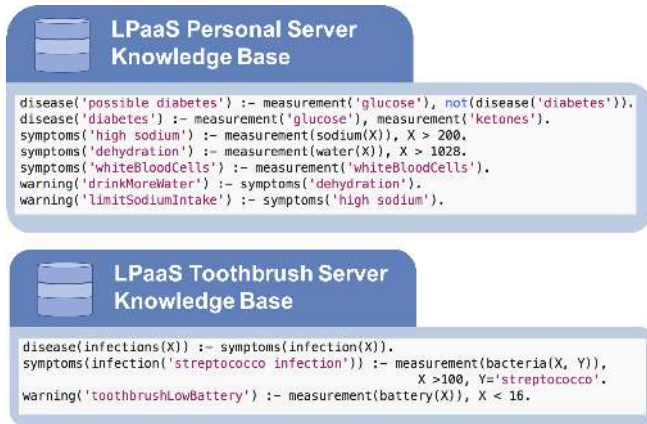 LPaaS Personal Server
Knowledge Base
disease('possible diabetes') :- measurement('glucose'), not(disease('diabetes')).
disease('diabetes') :- measurement('glucose'), measurement('ketones').
symptoms('high sodium') :- measurement(sodium(X)), X > 200.
symptoms('dehydration') :- measurement(water(X)), X > 1028.
symptoms('whiteBloodCells') :- measurement('whiteBloodCells').
warning('drinkMoreWater') :- symptoms('dehydration').
warning('limitSodiumIntake') :- symptoms('high sodium').
LPaaS Toothbrush Server
Knowledge Base
disease(infections(X)) :- symptoms(infection(X)).
symptoms(infection('streptococco infection')) :- measurement(bacteria(X, Y)),
X >100, Y='streptococco'.
warning('toothbrushLowBattery') :- measurement(battery(X)), X < 16.